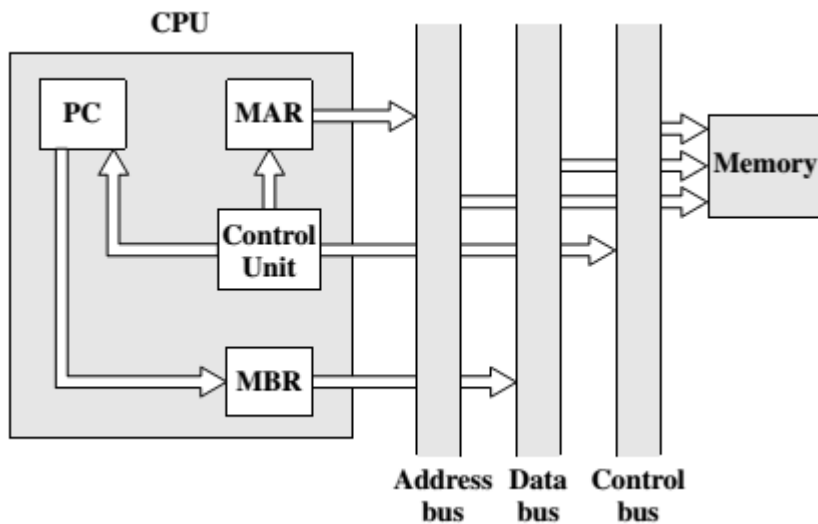 CPU
PC
MAR
Memory
Control
Unit
MBR
Address
bus
Data
bus
Control
bus